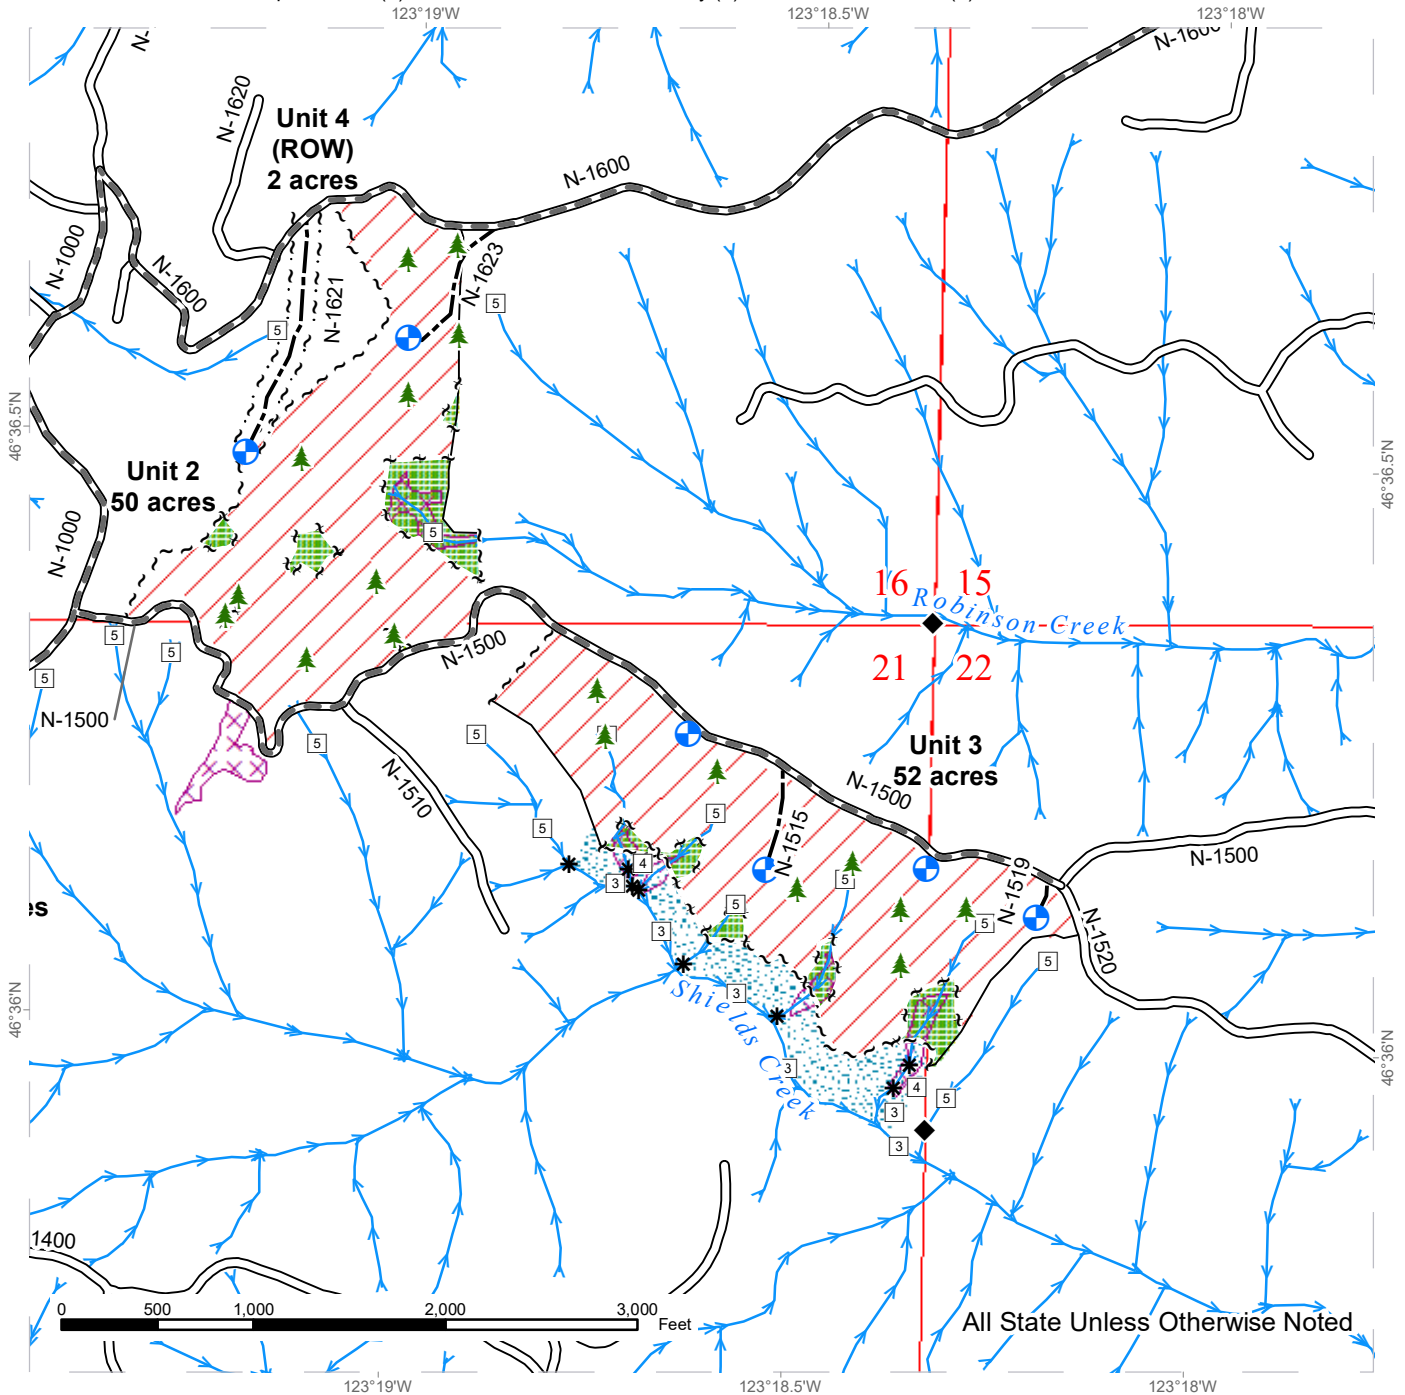 123°19'W
123°18.5'W
123°18'W
N-
N-1600
N-1620
Unit 4
(ROW)
2 acres
N-1600
N-1000
N-1600
N-1621
N-1623
5
5
46°36.5'N
46°36.5'N
Unit 2
50 acres
5
N-1000
16
15
Robinson Creek
5
5
5
N-1500
21
22
N-1500
5
5
Unit 3
52 acres
N-1510
N-1500
5
5
N-1515
N-1500
4
3
5
N-1519
es
5
5
3
N-1520
5
3
Shields Creek
46°36'N
46°36'N
3
4
5
3
3
1400
0
500
1,000
2,000
3,000
Feet
All State Unless Otherwise Noted
123°19'W
123°18.5'W
123°18'W